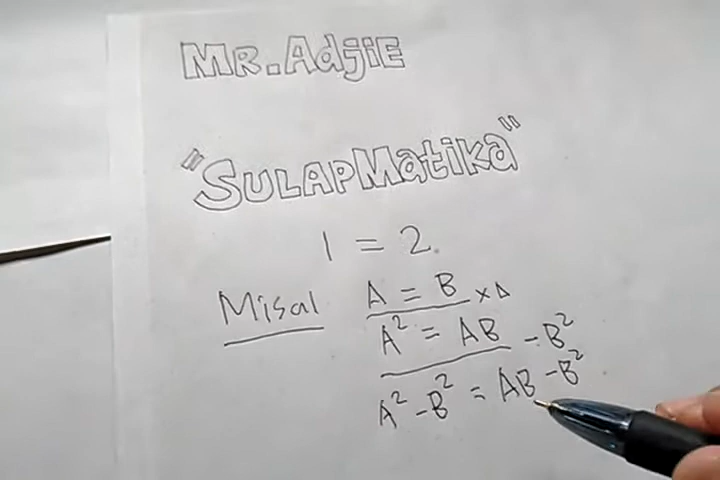 MR. AdjiE
"SULAPMatika"
1 = 2
Misal A = B ×A
A² = AB - B²
A² - B² = AB - B²